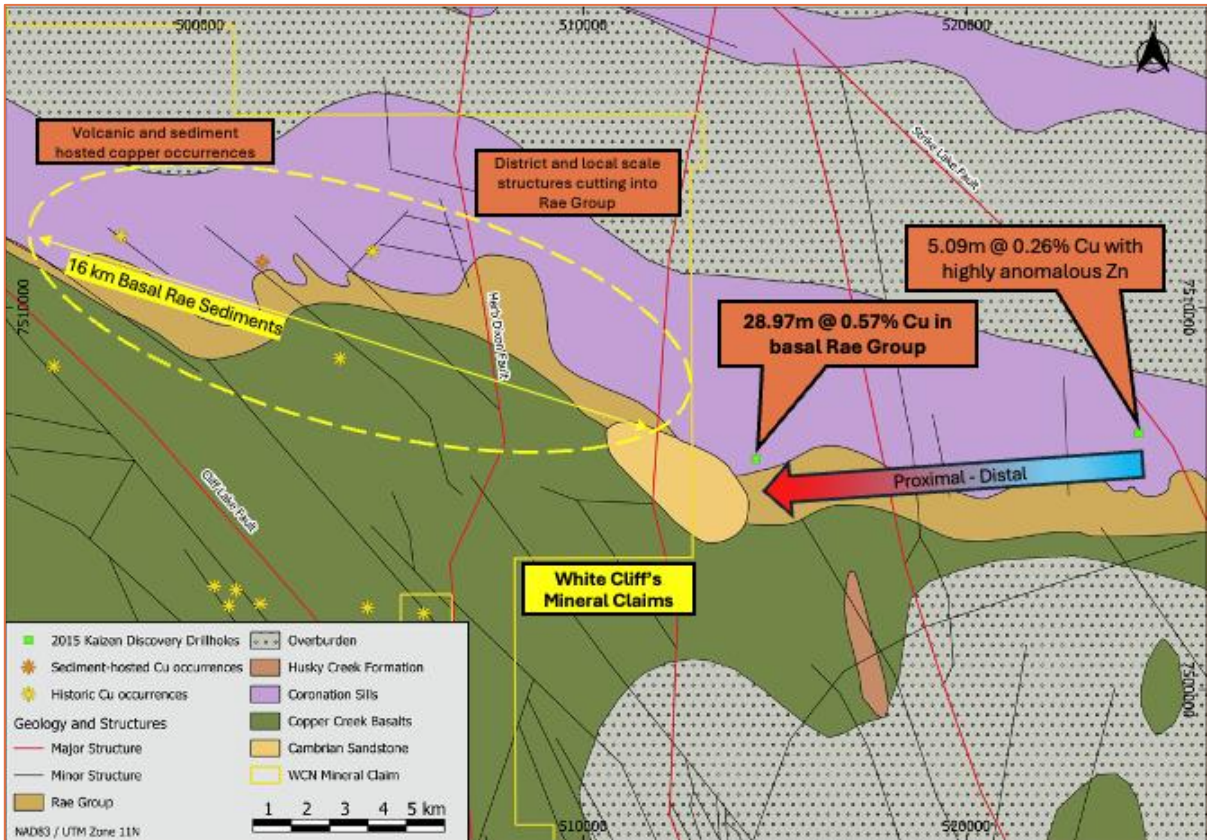 500000
510000
520000
N
Volcanic and sediment
hosted copper occurrences
District and local scale
structures cutting into
Rae Group
Strike Lake Fault
5.09m @ 0.26% Cu with
highly anomalous Zn
16 km Basal Rae Sediments
7510000
7510000
Herb Dixon Fault
28.97m @ 0.57% Cu in
basal Rae Group
Proximal - Distal
Cliff Lake Fault
White Cliff's
Mineral Claims
2015 Kaizen Discovery Drillholes
Sediment-hosted Cu occurrences
Historic Cu occurrences
Geology and Structures
Major Structure
Minor Structure
Rae Group
Overburden
Husky Creek Formation
Coronation Sills
Copper Creek Basalts
Cambrian Sandstone
WCN Mineral Claim
1 2 3 4 5 km
NAD83 / UTM Zone 11N
7500000
510000
520000